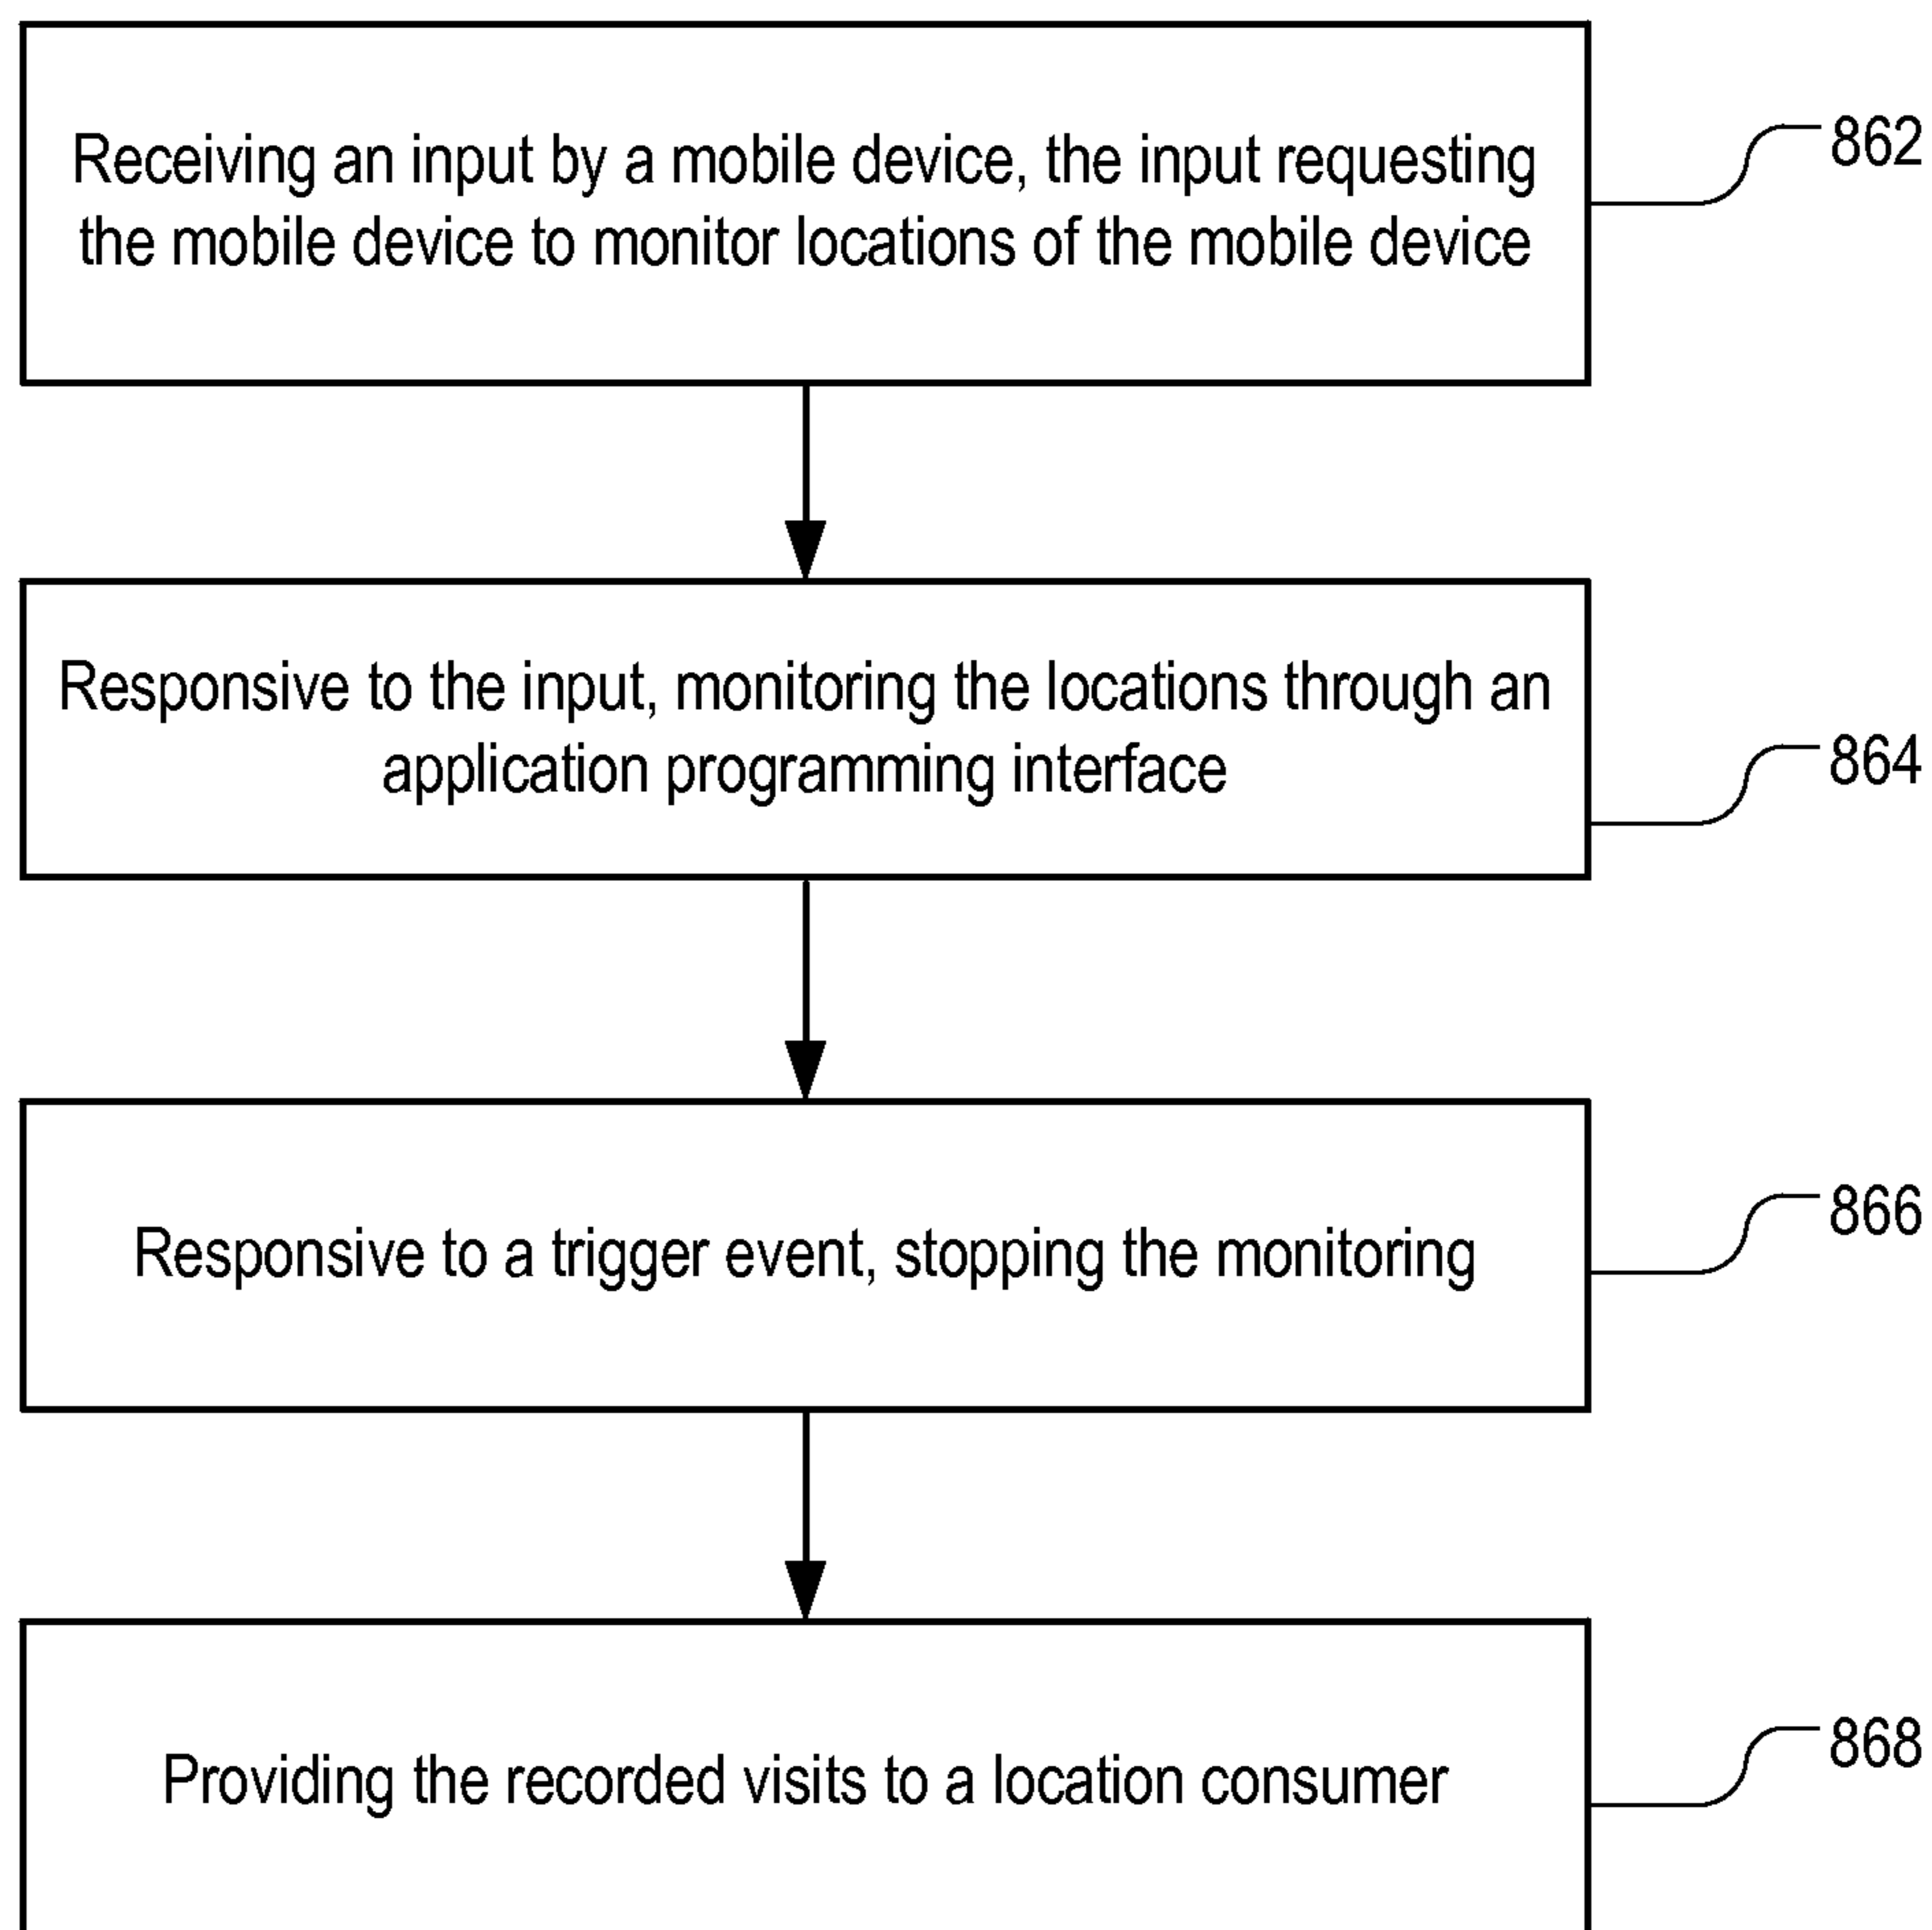 Receiving an input by a mobile device, the input requesting
the mobile device to monitor locations of the mobile device
862
Responsive to the input, monitoring the locations through an
application programming interface
864
Responsive to a trigger event, stopping the monitoring
866
Providing the recorded visits to a location consumer
868